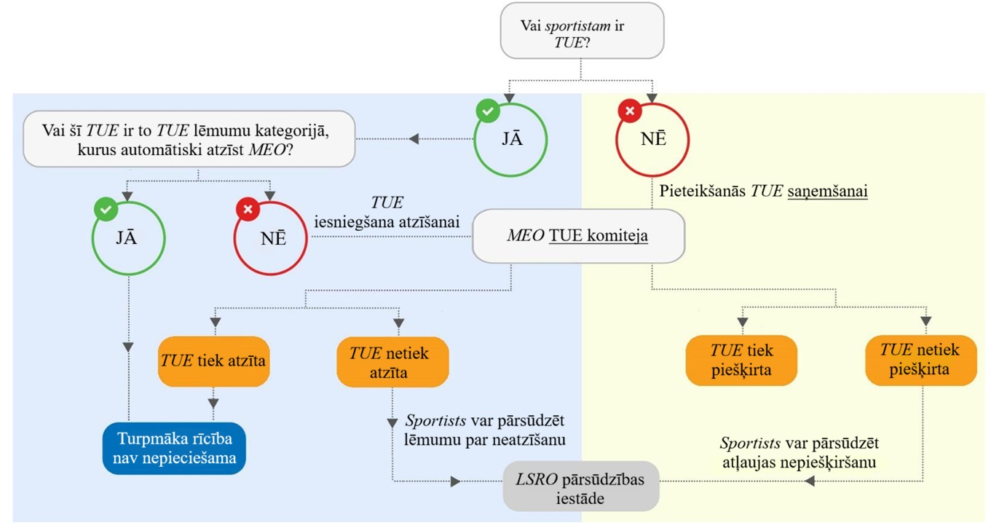 Vai sportistam ir
TUE?
JĀ
NĒ
Vai šī TUE ir to TUE lēmumu kategorijā,
kurus automātiski atzīst MEO?
JĀ
NĒ
TUE
iesniegšana atzīšanai
Pieteikšanās TUE saņemšanai
MEO TUE komiteja
TUE tiek atzīta
TUE netiek
atzīta
TUE tiek
piešķirta
TUE netiek
piešķirta
Turpmāka rīcība
nav nepieciešama
Sportists var pārsūdzēt
lēmumu par neatzīšanu
Sportists var pārsūdzēt
atļaujas nepiešķiršanu
LSRO pārsūdzības
iestāde